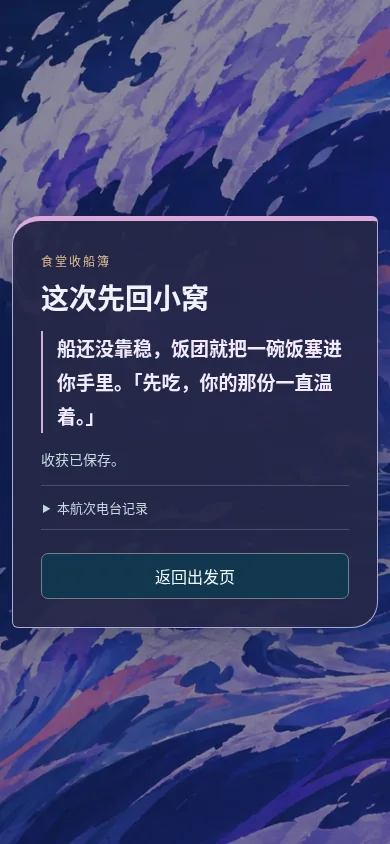 食堂收船簿
这次先回小窝
船还没靠稳，饭团就把一碗饭塞进
你手里。「先吃，你的那份一直温
着。」
收获已保存。
▶ 本航次电台记录
返回出发页